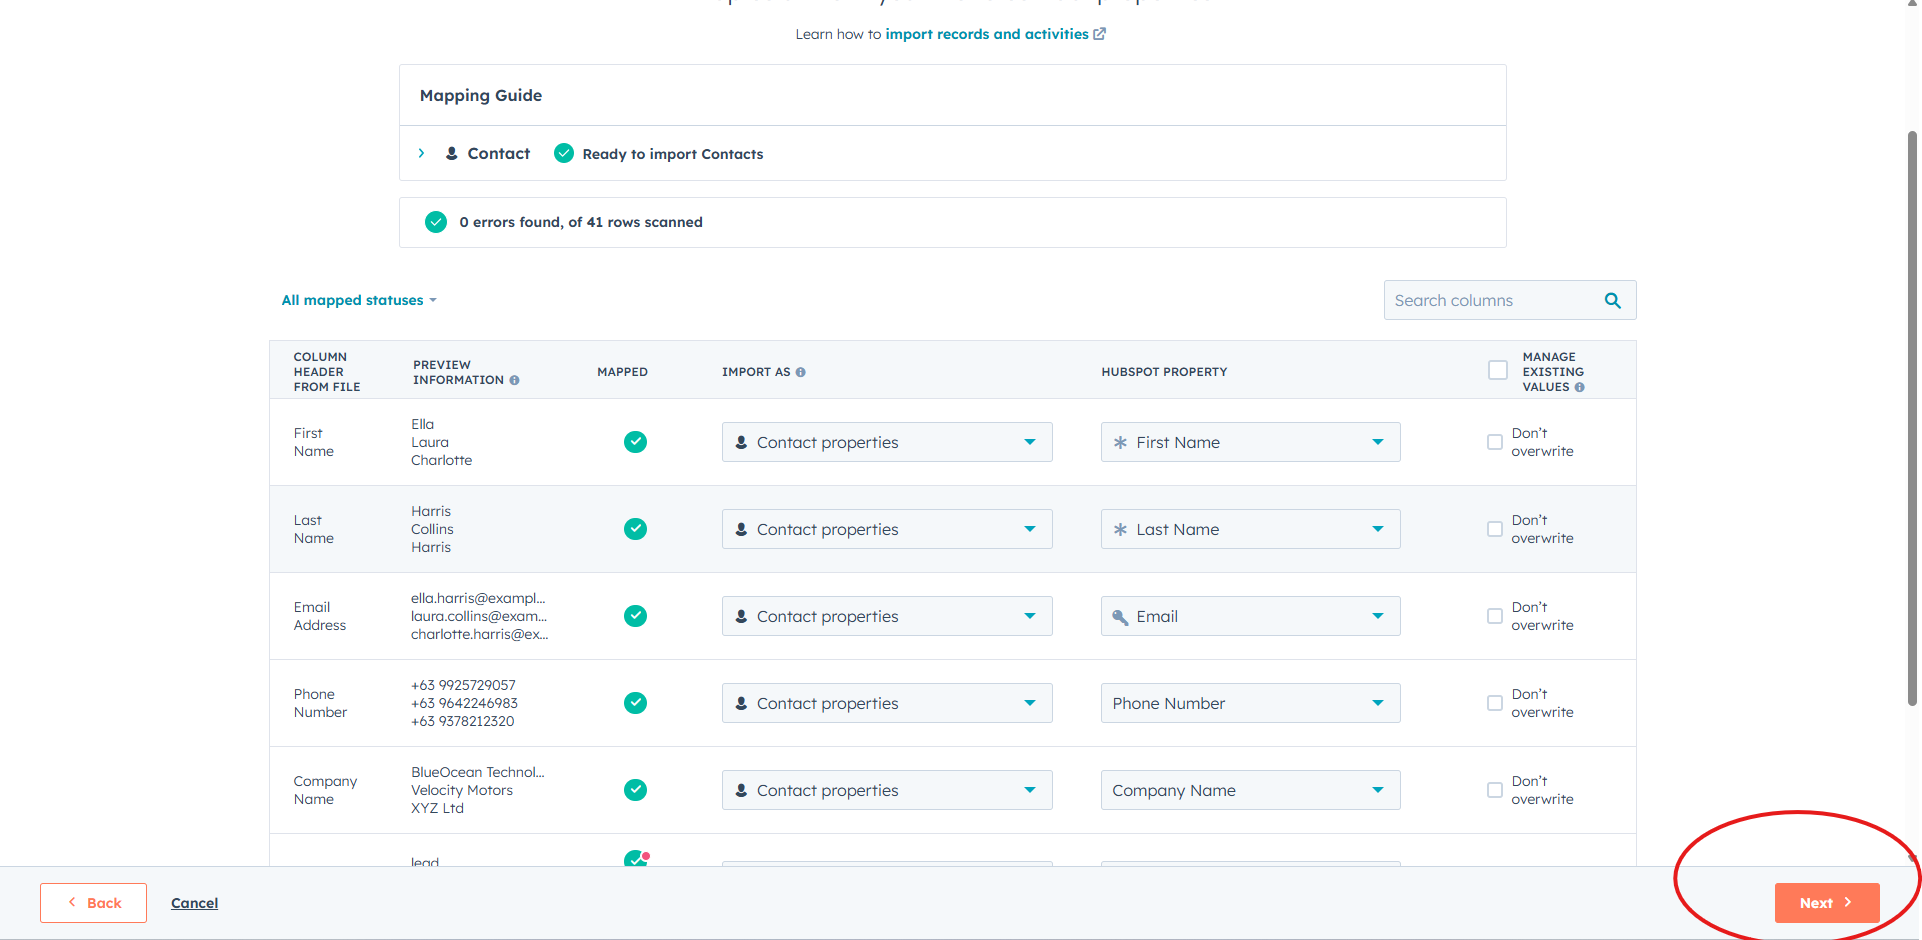 Learn how to import records and activities
Mapping Guide
Contact Ready to import Contacts
0 errors found, of 41 rows scanned
All mapped statuses
Search columns
COLUMN
HEADER
FROM FILE
PREVIEW
INFORMATION
MAPPED
IMPORT AS
HUBSPOT PROPERTY
MANAGE
EXISTING
VALUES
First
Name
Ella
Laura
Charlotte
Contact properties
First Name
Don't
overwrite
Last
Name
Harris
Collins
Harris
Contact properties
Last Name
Don't
overwrite
Email
Address
ella.harris@exampl...
laura.collins@exam...
charlotte.harris@ex...
Contact properties
Email
Don't
overwrite
Phone
Number
+63 9925729057
+63 9642246983
+63 9378212320
Contact properties
Phone Number
Don't
overwrite
Company
Name
BlueOcean Technol...
Velocity Motors
XYZ Ltd
Contact properties
Company Name
Don't
overwrite
lead
Back
Cancel
Next